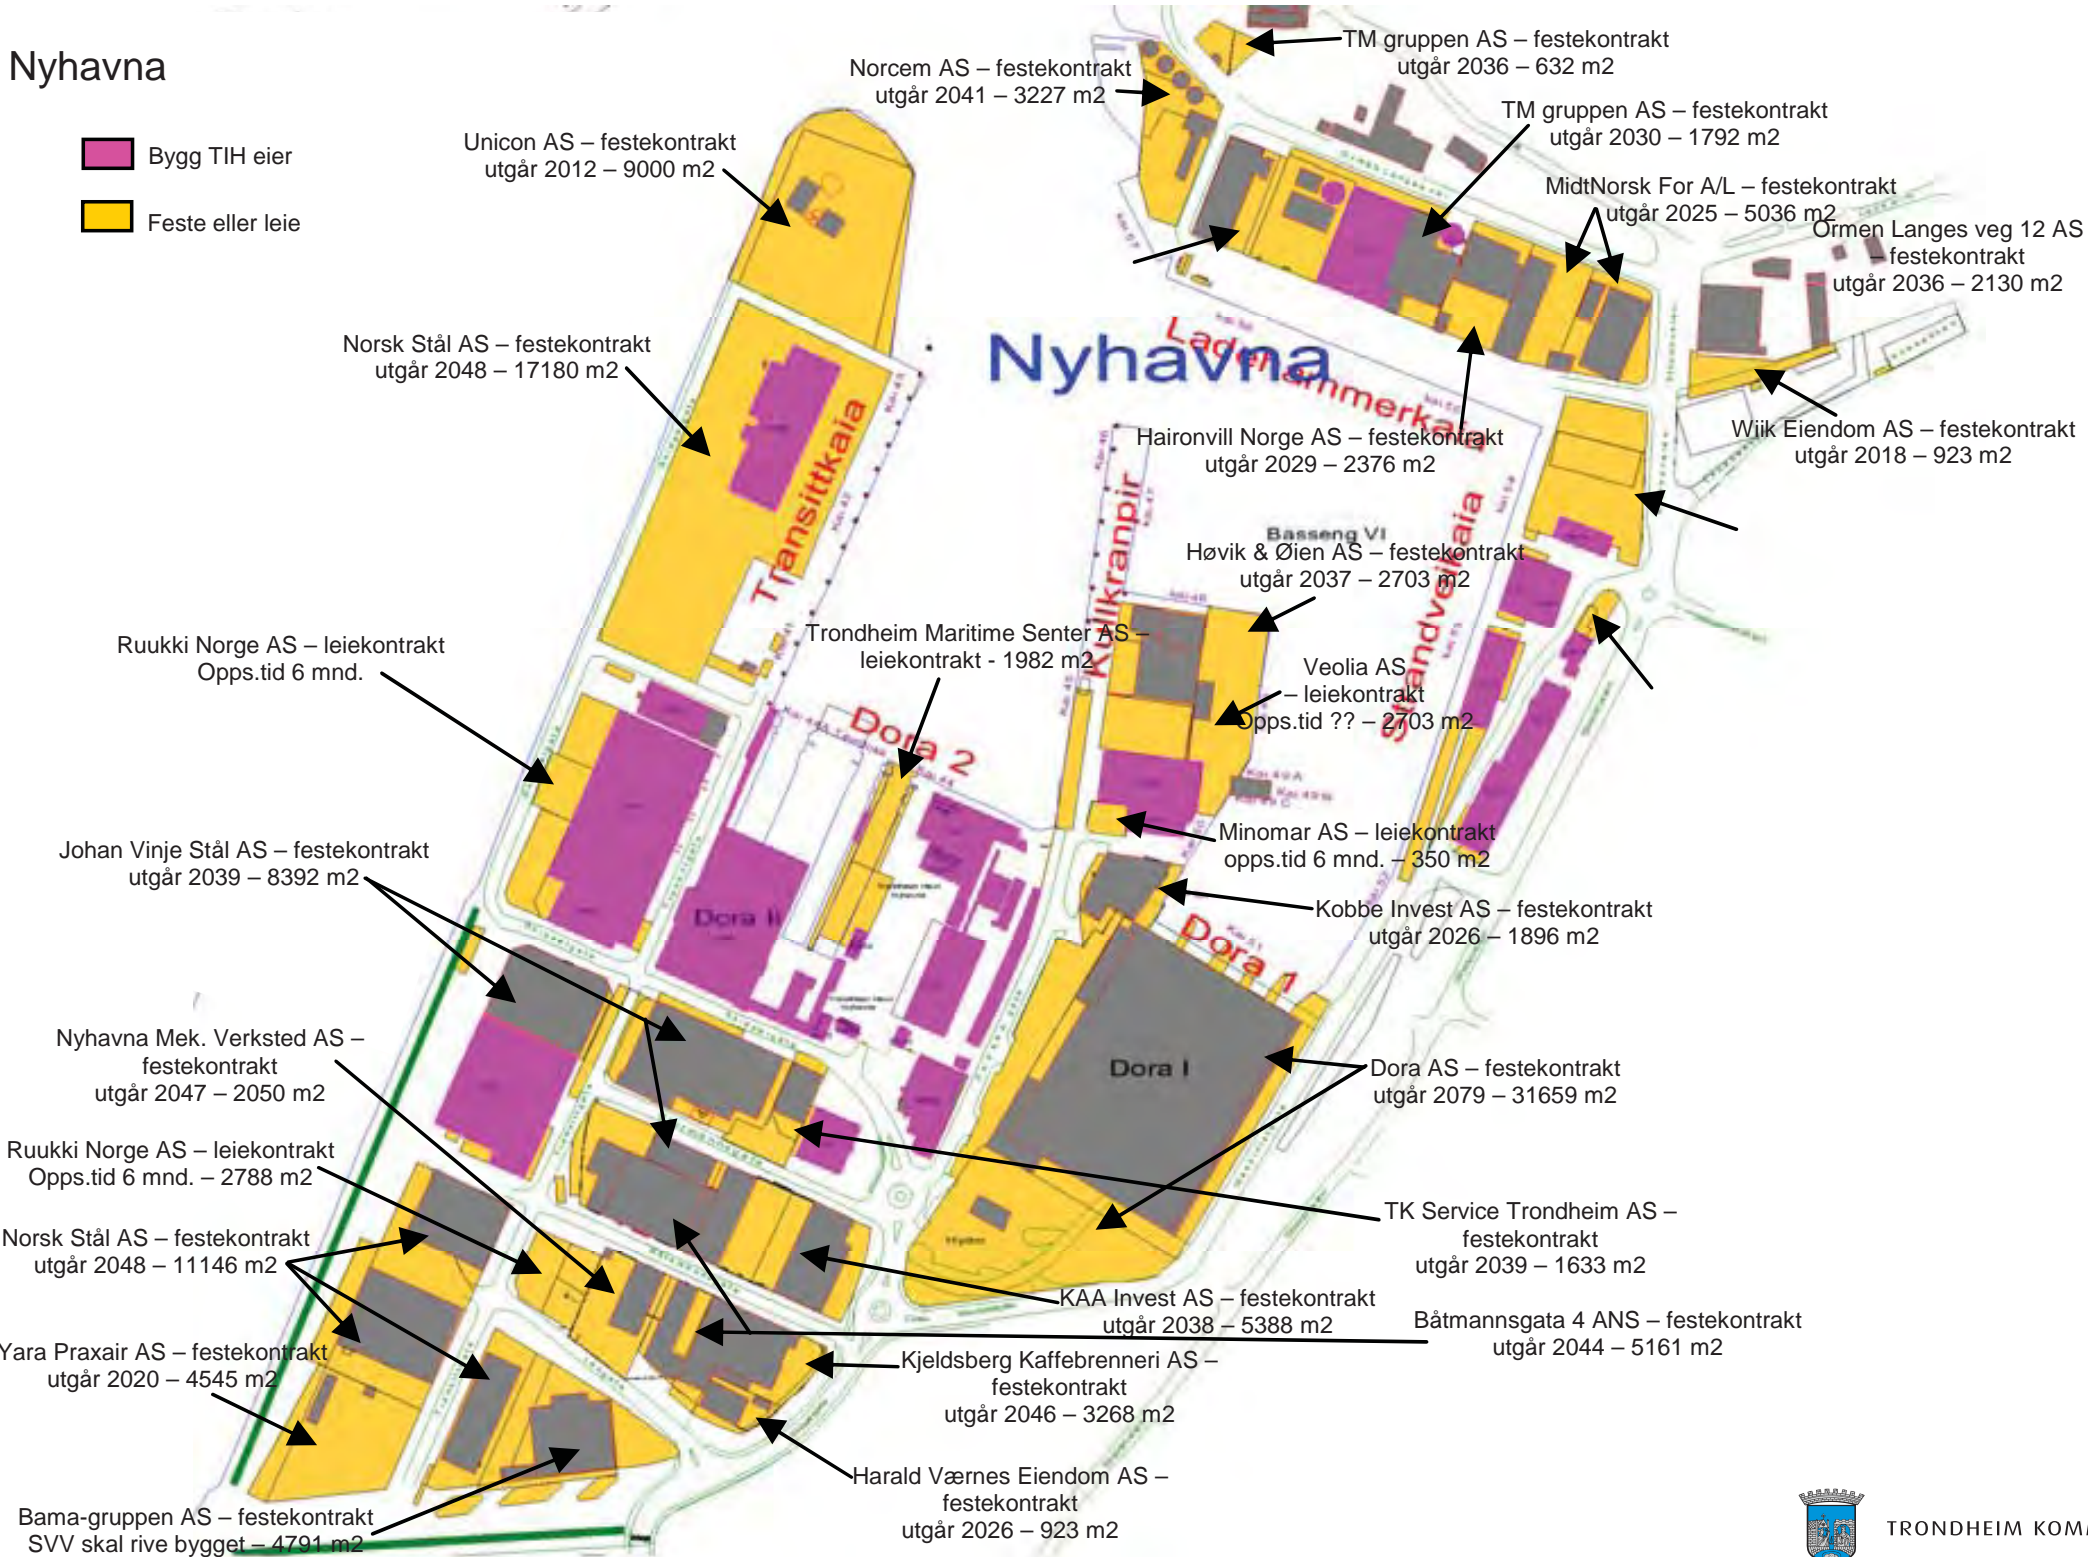 Nyhavna
Bygg TIH eier
Feste eller leie
TM gruppen AS – festekontrakt
utgår 2036 – 632 m2
Norcem AS – festekontrakt
utgår 2041 – 3227 m2
TM gruppen AS – festekontrakt
utgår 2030 – 1792 m2
Unicon AS – festekontrakt
utgår 2012 – 9000 m2
MidtNorsk For A/L – festekontrakt
utgår 2025 – 5036 m2
Ormen Langes veg 12 AS
– festekontrakt
utgår 2036 – 2130 m2
Norsk Stål AS – festekontrakt
utgår 2048 – 17180 m2
Nyhavna
Ladehammerkaia
Transittkaia
Haironvill Norge AS – festekontrakt
utgår 2029 – 2376 m2
Wiik Eiendom AS – festekontrakt
utgår 2018 – 923 m2
Kullkranpir
Strandveikaia
Basseng VI
Høvik & Øien AS – festekontrakt
utgår 2037 – 2703 m2
Ruukki Norge AS – leiekontrakt
Opps.tid 6 mnd.
Trondheim Maritime Senter AS –
leiekontrakt - 1982 m2
Veolia AS
– leiekontrakt
Opps.tid ?? – 2703 m2
Dora 2
Kai 49 A
Kai 49 B
Kai 49 C
Minomar AS – leiekontrakt
opps.tid 6 mnd. – 350 m2
Johan Vinje Stål AS – festekontrakt
utgår 2039 – 8392 m2
Dora II
Kobbe Invest AS – festekontrakt
utgår 2026 – 1896 m2
Dora 1
Nyhavna Mek. Verksted AS –
festekontrakt
utgår 2047 – 2050 m2
Dora I
Dora AS – festekontrakt
utgår 2079 – 31659 m2
Ruukki Norge AS – leiekontrakt
Opps.tid 6 mnd. – 2788 m2
TK Service Trondheim AS –
festekontrakt
utgår 2039 – 1633 m2
Norsk Stål AS – festekontrakt
utgår 2048 – 11146 m2
KAA Invest AS – festekontrakt
utgår 2038 – 5388 m2
Båtmannsgata 4 ANS – festekontrakt
utgår 2044 – 5161 m2
Yara Praxair AS – festekontrakt
utgår 2020 – 4545 m2
Kjeldsberg Kaffebrenneri AS –
festekontrakt
utgår 2046 – 3268 m2
Harald Værnes Eiendom AS –
festekontrakt
utgår 2026 – 923 m2
Bama-gruppen AS – festekontrakt
SVV skal rive bygget – 4791 m2
TRONDHEIM KOM